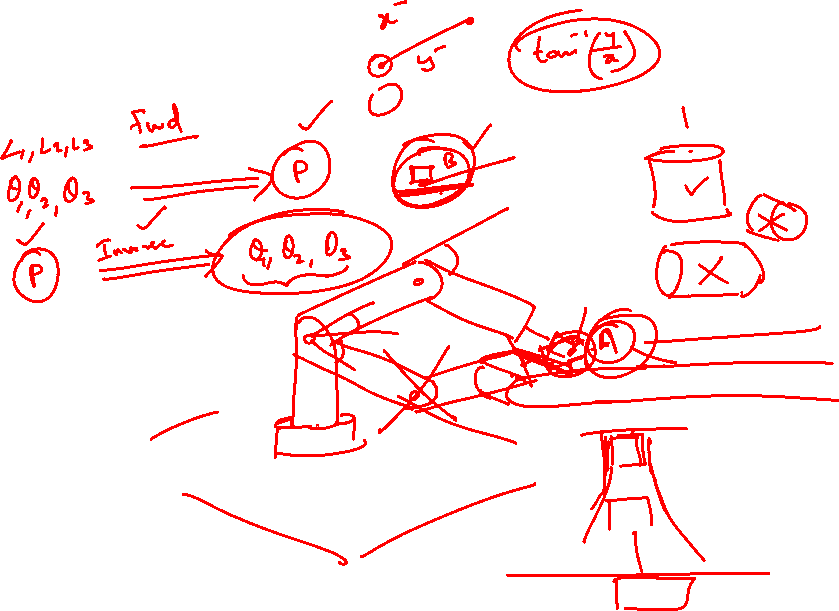 x-
y-
tan⁻¹(y/x)
Fwd
L1, L2, L3
θ1, θ2, θ3
P
B
Inverse
P
θ1, θ2, θ3
A